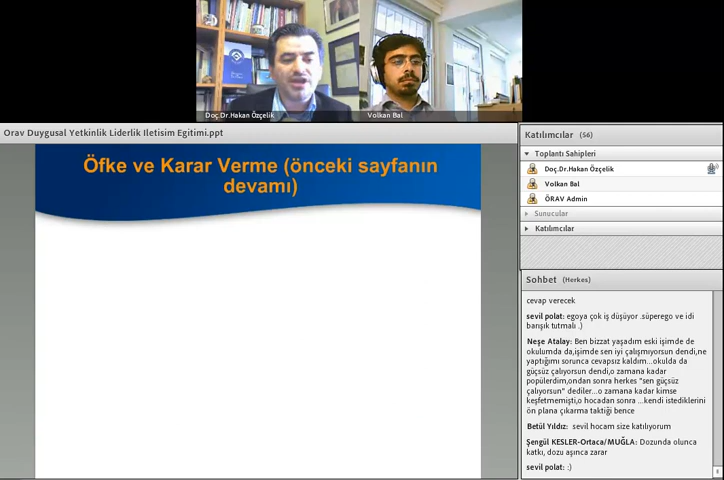 Doç.Dr.Hakan Özçelik
Volkan Bal
Orav Duygusal Yetkinlik Liderlik Iletisim Egitimi.ppt
Öfke ve Karar Verme (önceki sayfanın
devamı)
Katılımcılar (56)
Toplantı Sahipleri
Doç.Dr.Hakan Özçelik
Volkan Bal
ÖRAV Admin
Sunucular
Katılımcılar
Sohbet (Herkes)
cevap verecek
sevil polat: egoya çok iş düşüyor .süperego ve idi
barışık tutmalı .)
Neşe Atalay: Ben bizzat yaşadım eski işimde de
okulumda da,işimde sen iyi çalışmıyorsun dendi,ne
yaptığımı sorunca cevapsız kaldım...okulda da
güçsüz çalıyorsun dendi,o zamana kadar
popülerdim,ondan sonra herkes "sen güçsüz
çalıyorsun" dediler...o zamana kadar kimse
keşfetmemişti,o hocadan sonra ...kendi istediklerini
ön plana çıkarma taktiği bence
Betül Yıldız: sevil hocam size katılıyorum
Şengül KESLER-Ortaca/MUĞLA: Dozunda olunca
katkı, dozu aşınca zarar
sevil polat: :)